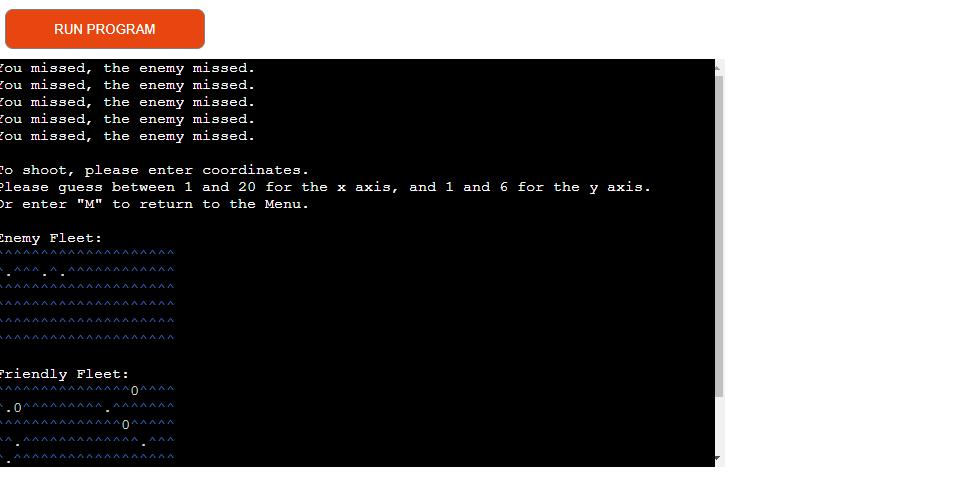 RUN PROGRAM
You missed, the enemy missed.
You missed, the enemy missed.
You missed, the enemy missed.
You missed, the enemy missed.
You missed, the enemy missed.
To shoot, please enter coordinates.
Please guess between 1 and 20 for the x axis, and 1 and 6 for the y axis.
Or enter "M" to return to the Menu.
Enemy Fleet:
^^^^^^^^^^^^^^^^^^^^
^.^^^.^.^^^^^^^^^^^^
^^^^^^^^^^^^^^^^^^^^
^^^^^^^^^^^^^^^^^^^^
^^^^^^^^^^^^^^^^^^^^
^^^^^^^^^^^^^^^^^^^^
Friendly Fleet:
^^^^^^^^^^^^^^^O^^^^
^.O^^^^^^^^^.^^^^^^^
^^^^^^^^^^^^^^O^^^^^
^^.^^^^^^^^^^^^^.^^^
^.^^^^^^^^^^^^^^^^^^